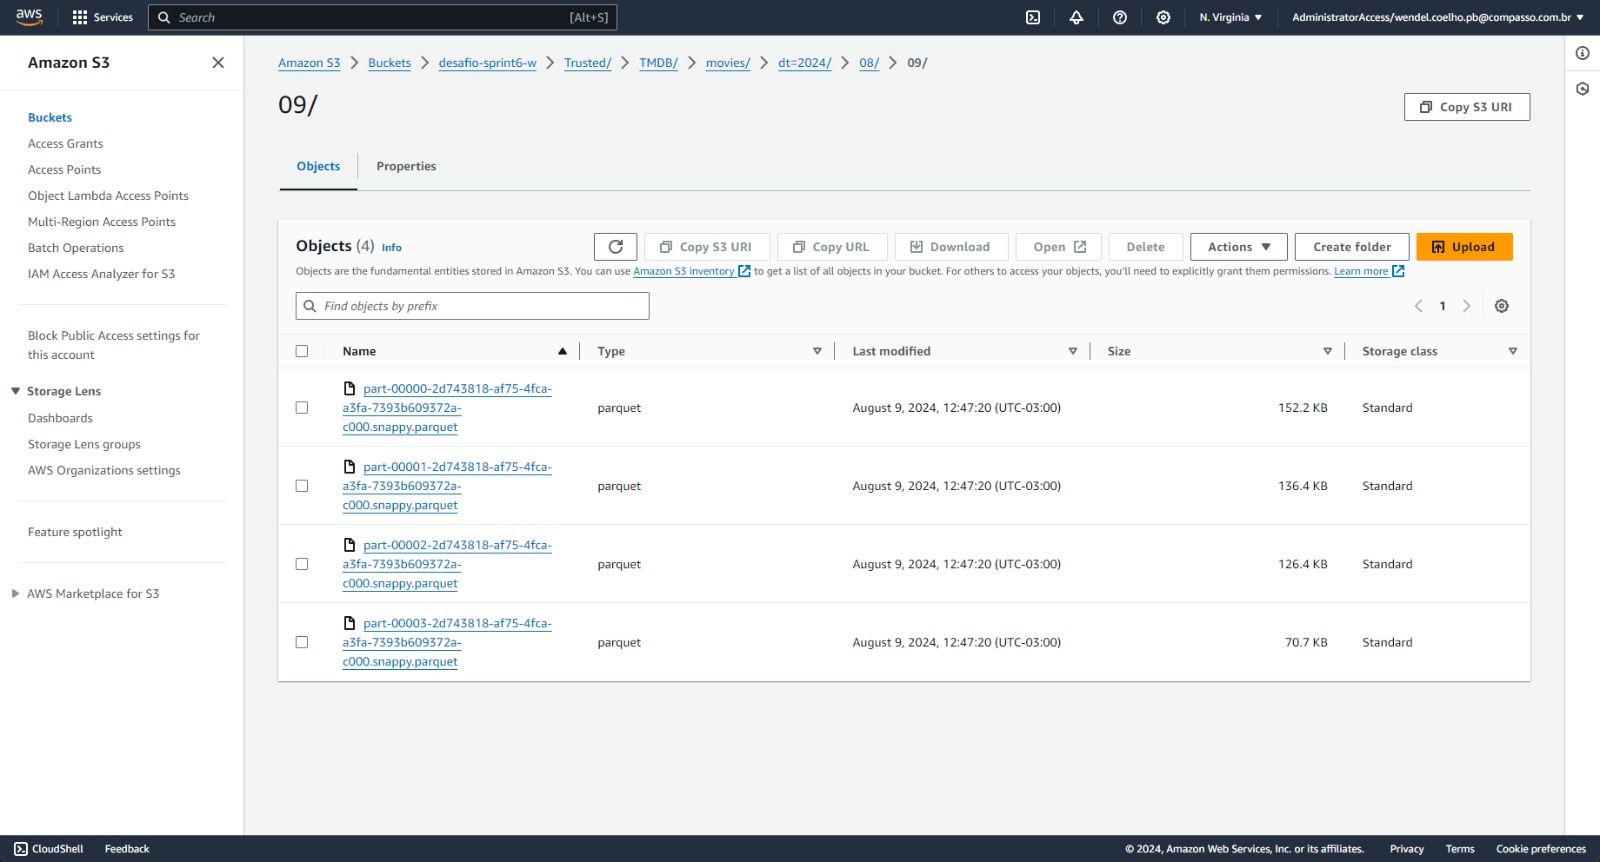 aws
Services
Search
[Alt+S]
N. Virginia
AdministratorAccess/wendel.coelho.pb@compasso.com.br
Amazon S3
Buckets
Access Grants
Access Points
Object Lambda Access Points
Multi-Region Access Points
Batch Operations
IAM Access Analyzer for S3
Block Public Access settings for
this account
Storage Lens
Dashboards
Storage Lens groups
AWS Organizations settings
Feature spotlight
AWS Marketplace for S3
Amazon S3 > Buckets > desafio-sprint6-w > Trusted/ > TMDB/ > movies/ > dt=2024/ > 08/ > 09/
09/
Copy S3 URI
Objects
Properties
Objects (4) Info
Copy S3 URI
Copy URL
Download
Open
Delete
Actions
Create folder
Upload
Objects are the fundamental entities stored in Amazon S3. You can use Amazon S3 inventory to get a list of all objects in your bucket. For others to access your objects, you'll need to explicitly grant them permissions. Learn more
Find objects by prefix
1
Name
Type
Last modified
Size
Storage class
part-00000-2d743818-af75-4fca-
a3fa-7393b609372a-
c000.snappy.parquet
parquet
August 9, 2024, 12:47:20 (UTC-03:00)
152.2 KB
Standard
part-00001-2d743818-af75-4fca-
a3fa-7393b609372a-
c000.snappy.parquet
parquet
August 9, 2024, 12:47:20 (UTC-03:00)
136.4 KB
Standard
part-00002-2d743818-af75-4fca-
a3fa-7393b609372a-
c000.snappy.parquet
parquet
August 9, 2024, 12:47:20 (UTC-03:00)
126.4 KB
Standard
part-00003-2d743818-af75-4fca-
a3fa-7393b609372a-
c000.snappy.parquet
parquet
August 9, 2024, 12:47:20 (UTC-03:00)
70.7 KB
Standard
CloudShell
Feedback
© 2024, Amazon Web Services, Inc. or its affiliates.
Privacy
Terms
Cookie preferences